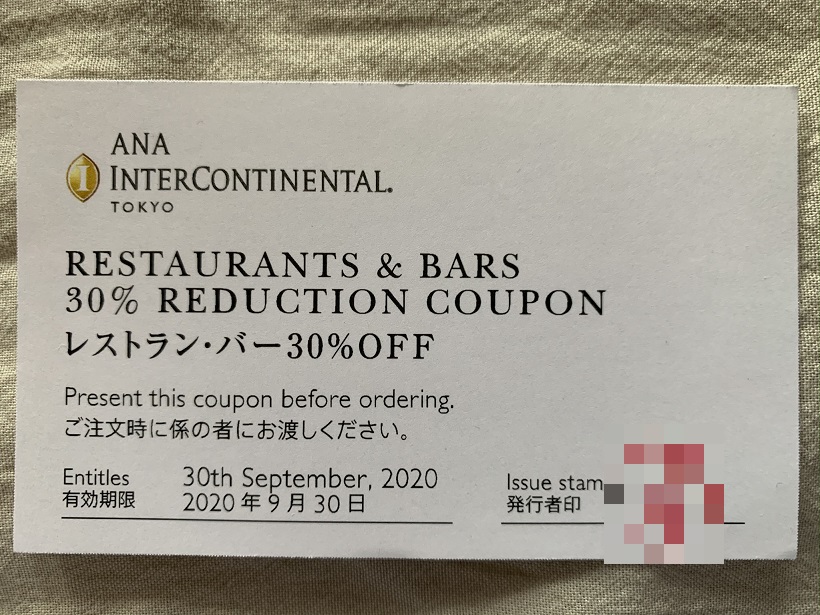 ANA
INTERCONTINENTAL.
TOKYO
RESTAURANTS & BARS
30% REDUCTION COUPON
レストラン・バー30%OFF
Present this coupon before ordering.
ご注文時に係の者にお渡しください。
Entitles 30th September, 2020
有効期限 2020年9月30日
Issue
発行者印